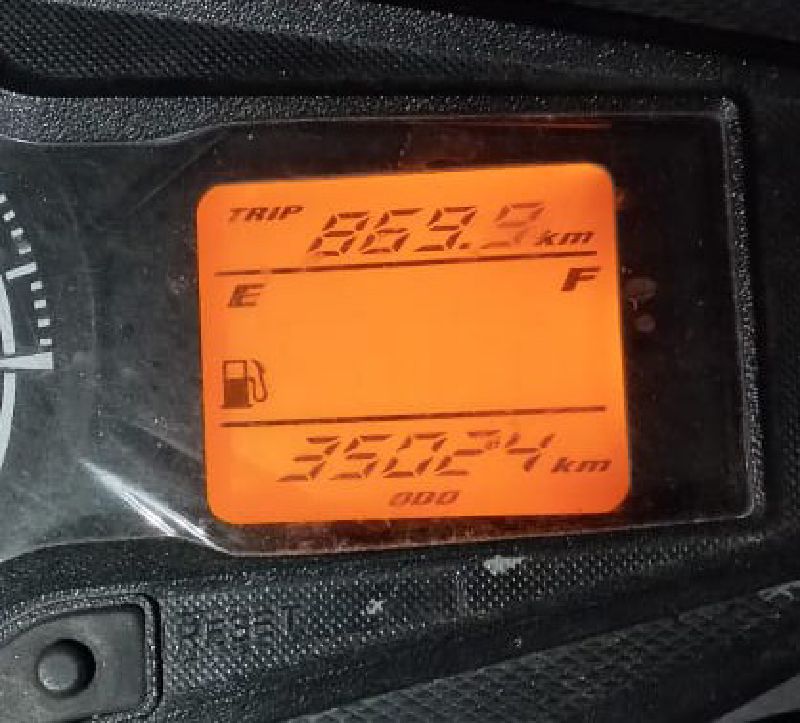 TRIP 869.9 km
E F
35024 km
ODO
RESET